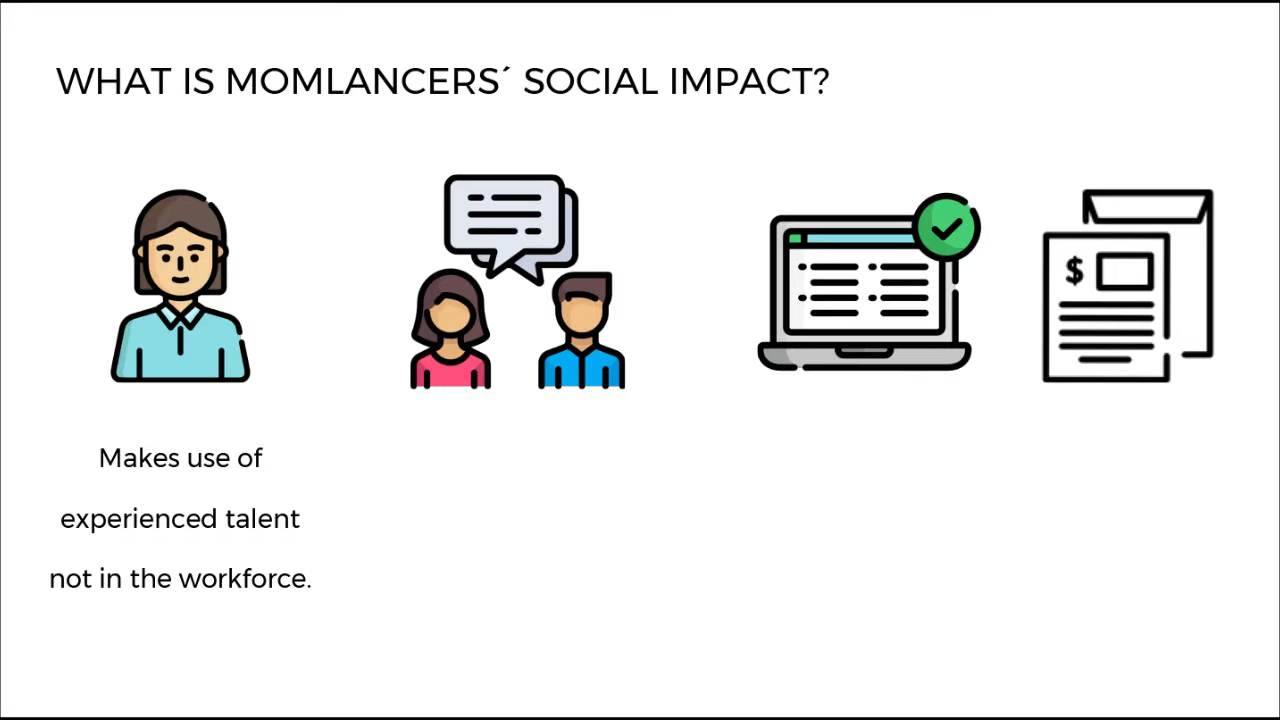 WHAT IS MOMLANCERS´ SOCIAL IMPACT?
$
Makes use of
experienced talent
not in the workforce.